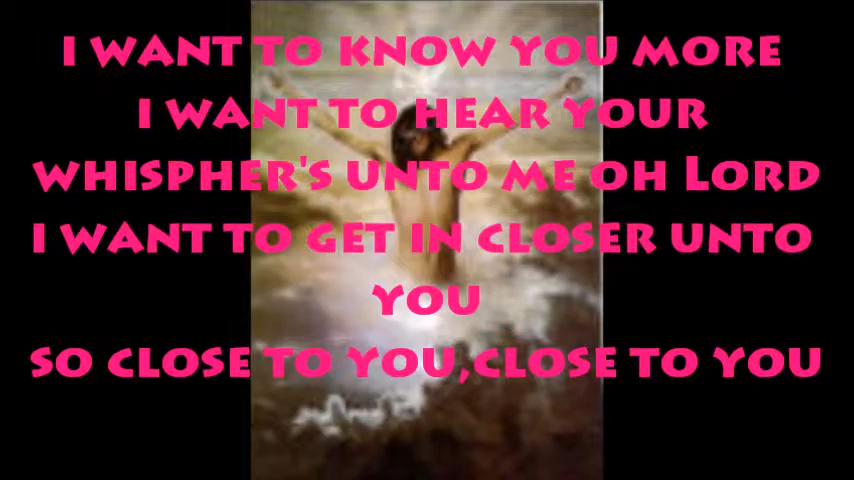 I WANT TO KNOW YOU MORE
I WANT TO HEAR YOUR
WHISPHER'S UNTO ME OH LORD
I WANT TO GET IN CLOSER UNTO
YOU
SO CLOSE TO YOU,CLOSE TO YOU